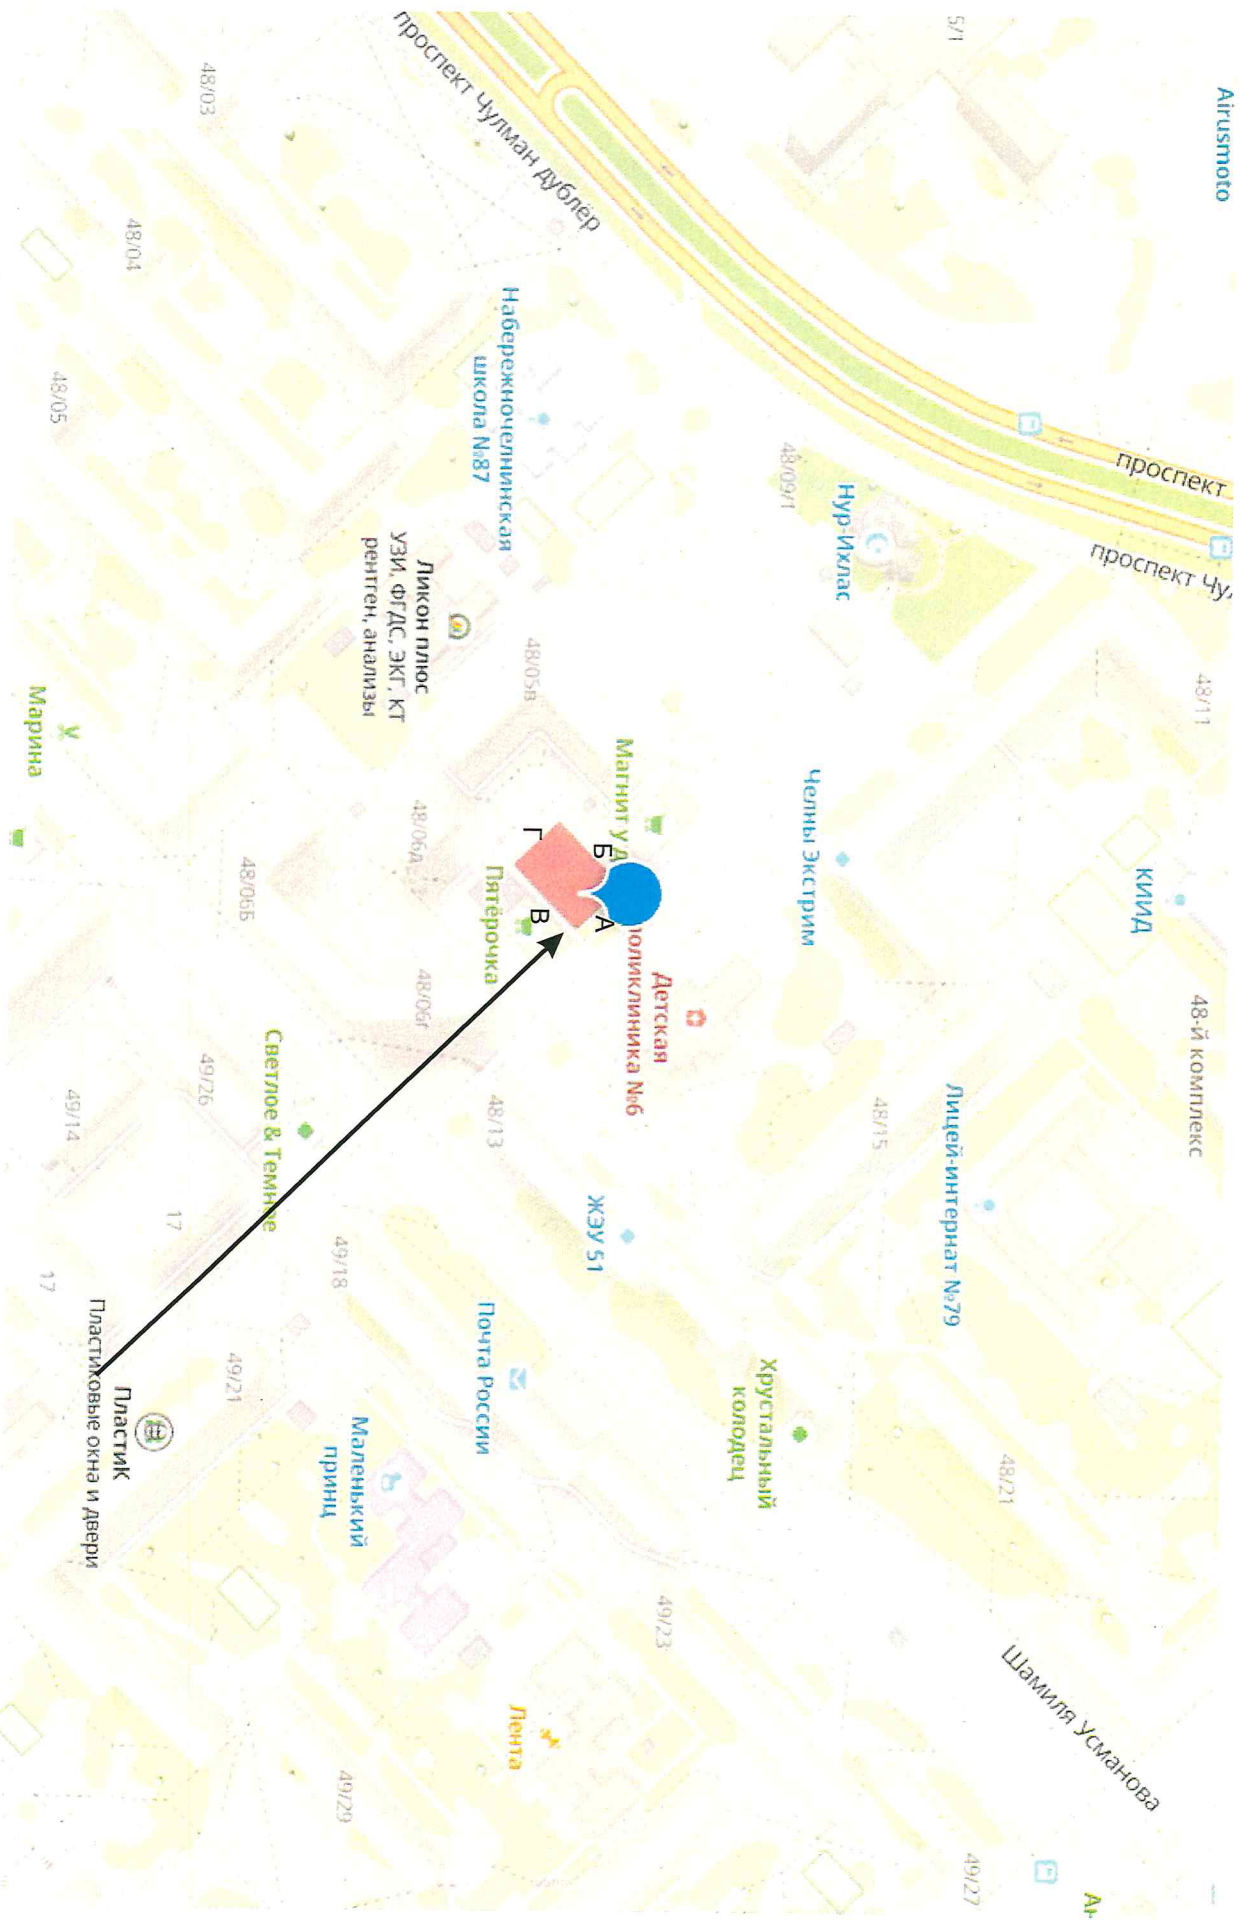 Airusmoto
проспект
проспект Чу
5/1
48/11
КИИД
48-й комплекс
Нур-Ихлас
48/09/1
Челны Экстрим
48/15
Лицей-интернат №79
48/21
Шамиля Усманова
49/27
проспект Чулман дублёр
Набережночелнинская
школа №87
48/05в
Магнит у д
Детская
поликлиника №6
ЖЭУ 51
Хрустальный
колодец
49/23
Б
А
Г
В
Пятёрочка
48/13
Почта России
Лента
Ликон плюс
УЗИ, ФГДС, ЭКГ, КТ
рентген, анализы
48/06д
48/06г
49/18
Маленький
принц
49/29
48/03
48/04
48/05
48/06Б
Светлое & Темное
49/26
49/21
49/14
17
17
Марина
ПластиК
Пластиковые окна и двери